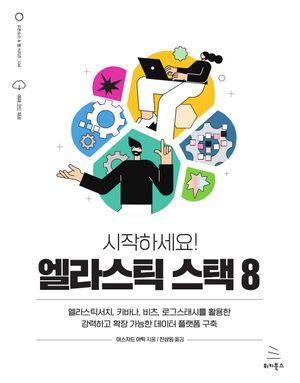 시작하세요!
엘라스틱 스택 8
엘라스틱서치, 키바나, 비츠, 로그스태시를 활용한
강력하고 확장 가능한 데이터 플랫폼 구축
아스자드 아틱 지음 / 진상원 옮김
위키북스